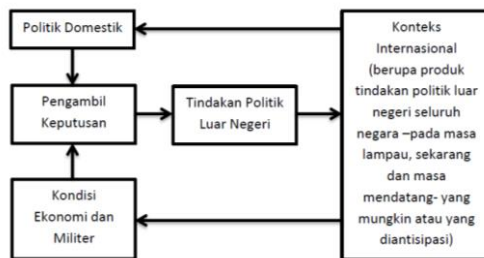 Politik Domestik
Pengambil
Keputusan
Tindakan Politik
Luar Negeri
Kondisi
Ekonomi dan
Militer
Konteks
Internasional
(berupa produk
tindakan politik luar
negeri seluruh
negara –pada masa
lampau, sekarang
dan masa
mendatang- yang
mungkin atau yang
diantisipasi)